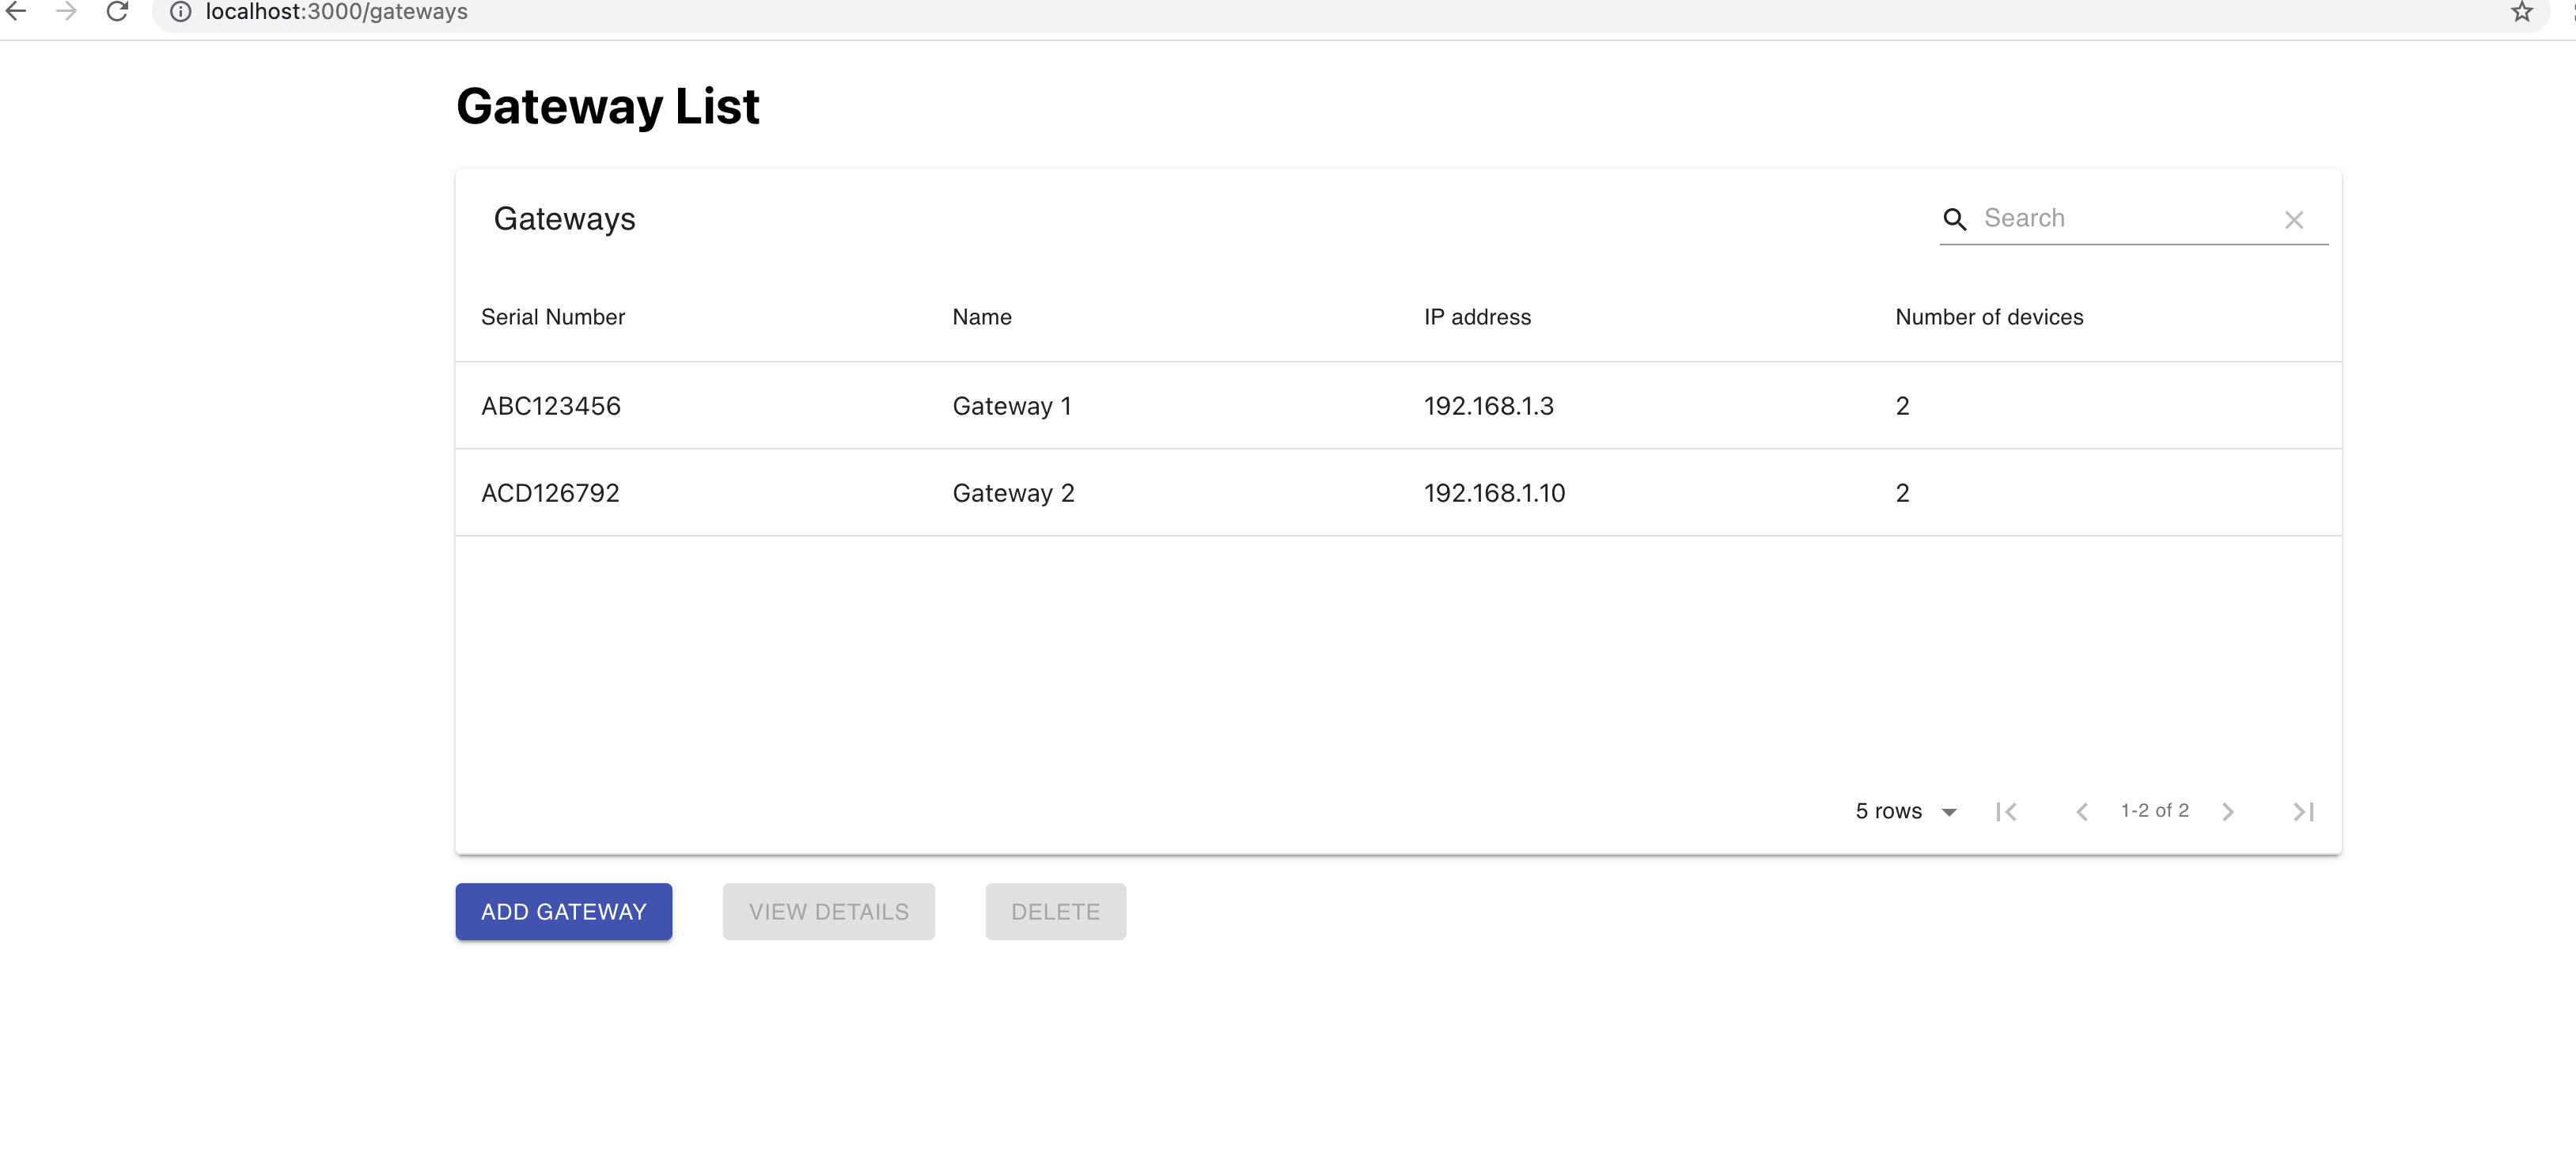 localhost:3000/gateways
Gateway List
Gateways Search
Serial Number Name IP address Number of devices
ABC123456 Gateway 1 192.168.1.3 2
ACD126792 Gateway 2 192.168.1.10 2
5 rows 1-2 of 2
ADD GATEWAY VIEW DETAILS DELETE